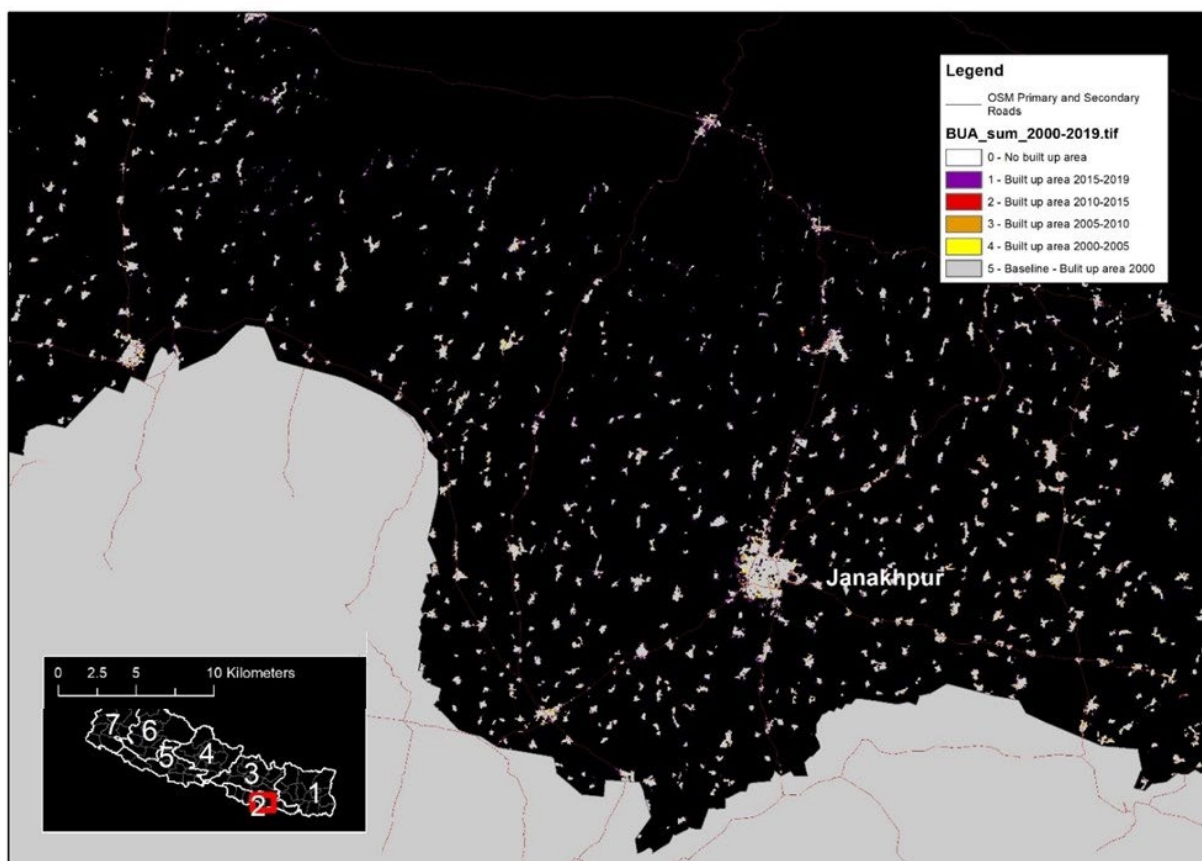 Legend
OSM Primary and Secondary
Roads
BUA_sum_2000-2019.tif
0 - No built up area
1 - Built up area 2015-2019
2 - Built up area 2010-2015
3 - Built up area 2005-2010
4 - Built up area 2000-2005
5 - Baseline - Bulit up area 2000
Janakhpur
0 2.5 5 10 Kilometers
7
6
5
4
3
2
1